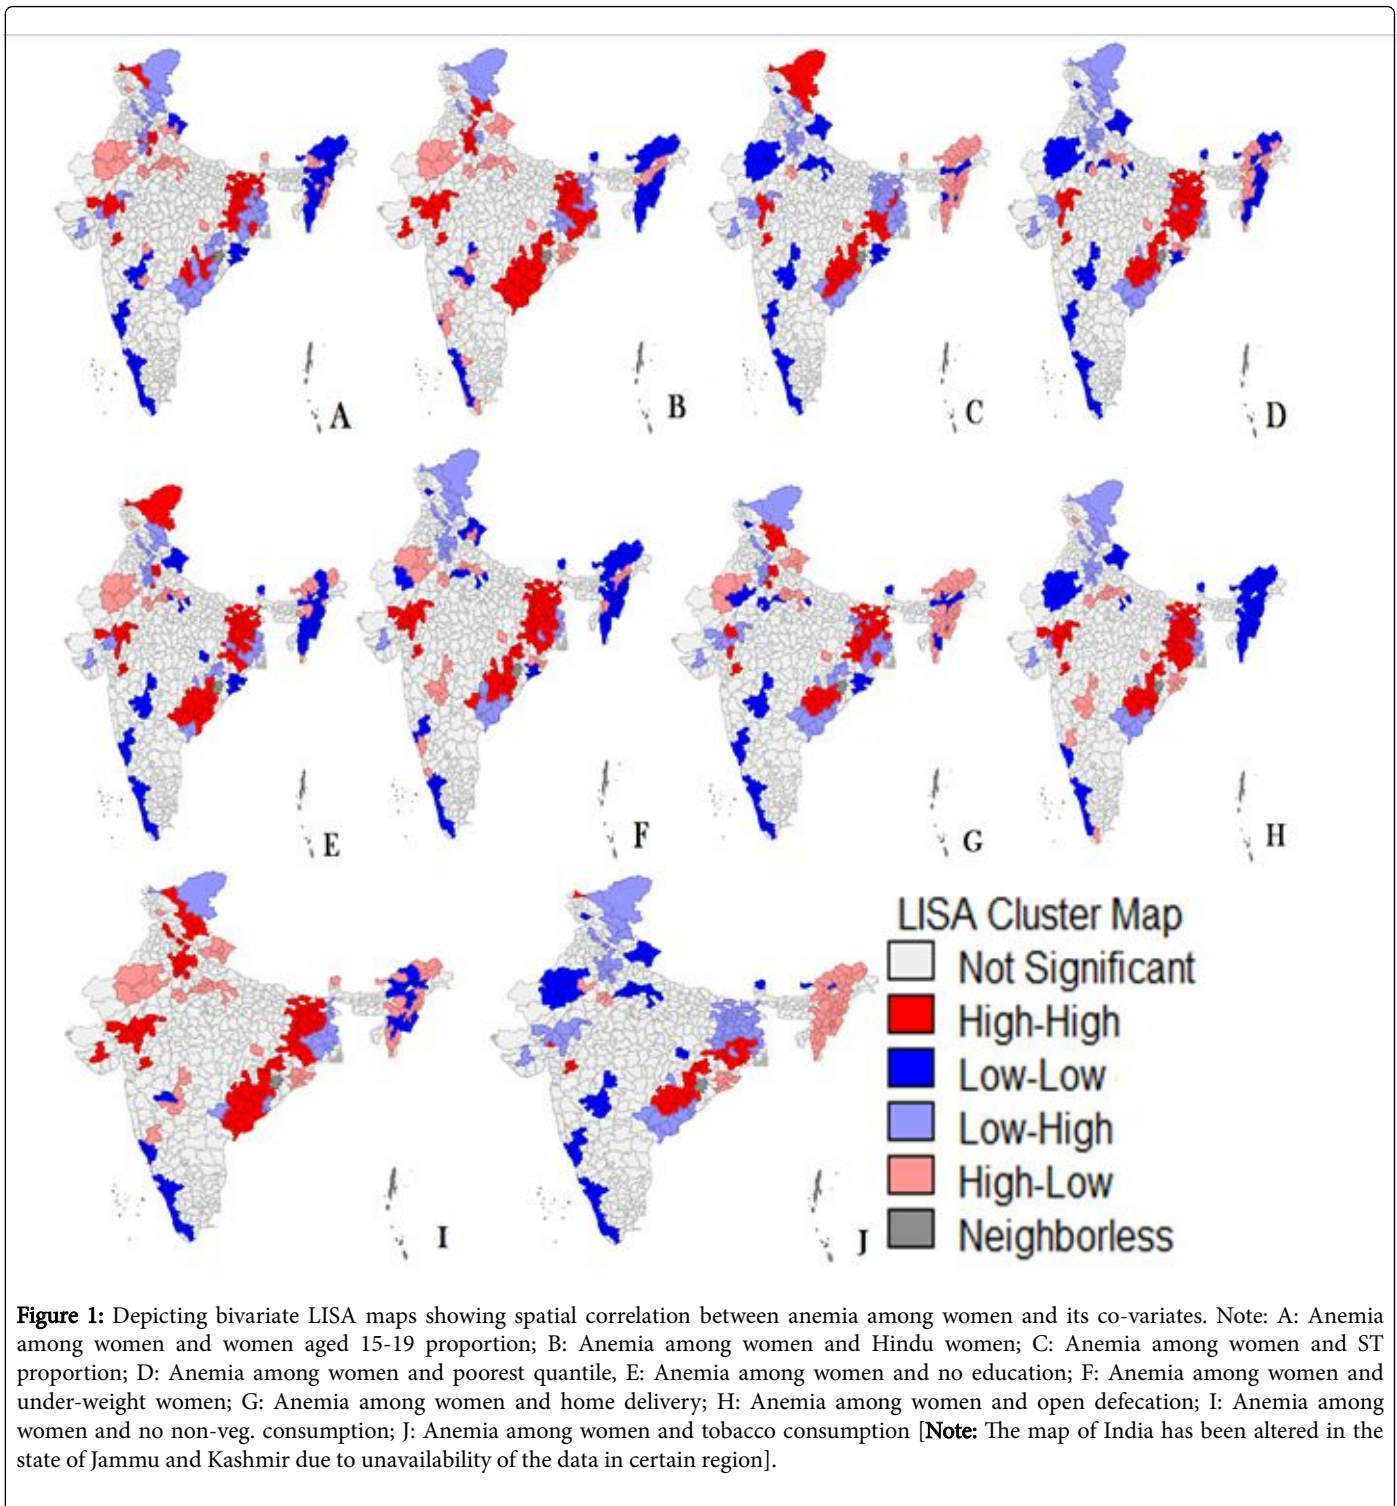 A
B
C
D
E
F
G
H
I
J
LISA Cluster Map
Not Significant
High-High
Low-Low
Low-High
High-Low
Neighborless
Figure 1: Depicting bivariate LISA maps showing spatial correlation between anemia among women and its co-variates. Note: A: Anemia
among women and women aged 15-19 proportion; B: Anemia among women and Hindu women; C: Anemia among women and ST
proportion; D: Anemia among women and poorest quantile, E: Anemia among women and no education; F: Anemia among women and
under-weight women; G: Anemia among women and home delivery; H: Anemia among women and open defecation; I: Anemia among
women and no non-veg. consumption; J: Anemia among women and tobacco consumption [Note: The map of India has been altered in the
state of Jammu and Kashmir due to unavailability of the data in certain region].